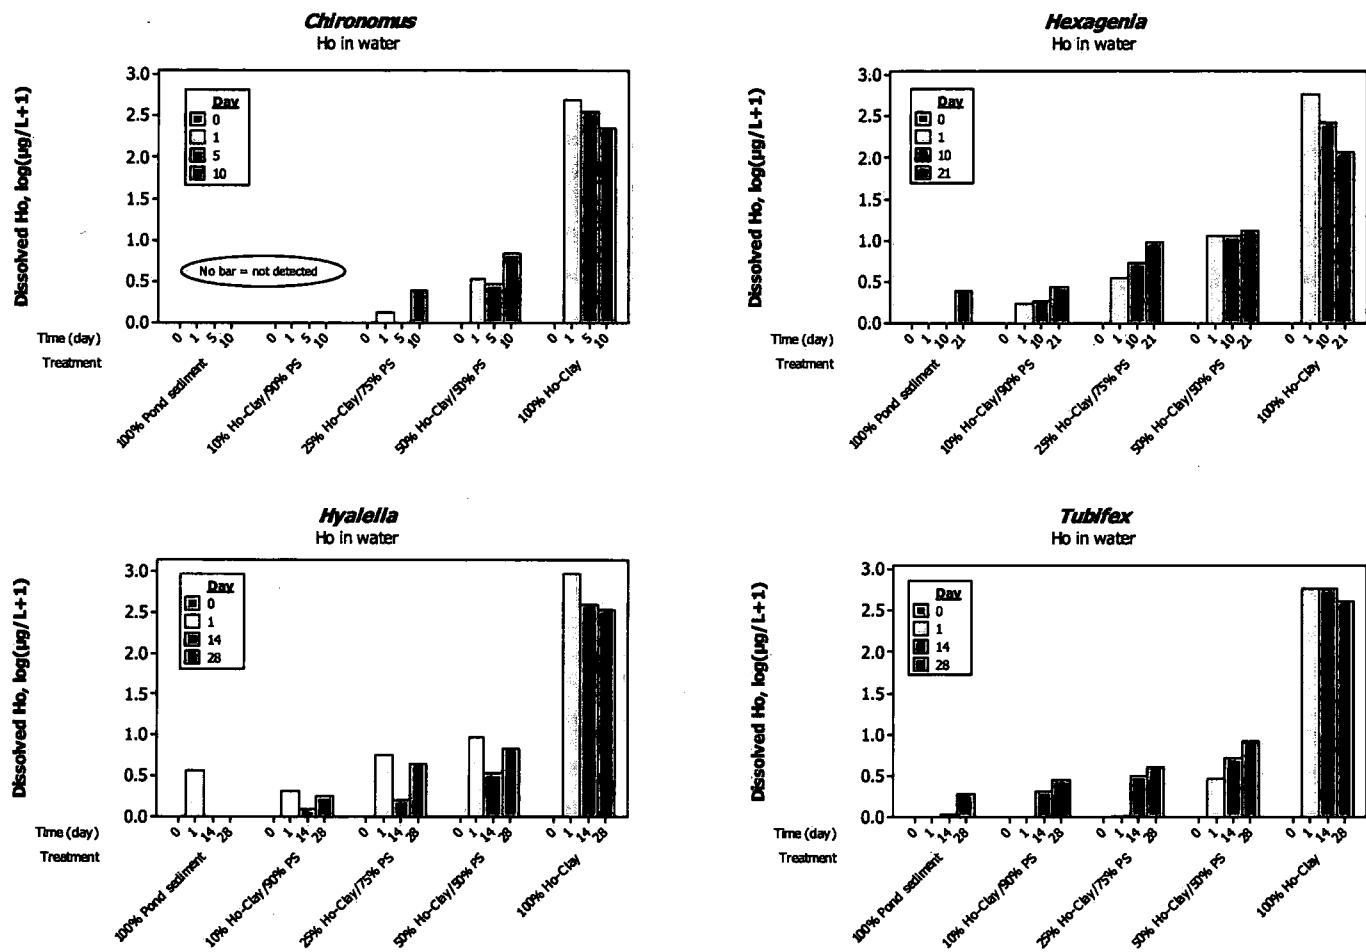 Chironomus
Ho in water
Dissolved Ho, log(µg/L+1)
3.0
2.5
2.0
1.5
1.0
0.5
0.0
Day
0
1
5
10
No bar = not detected
Time (day)
0 1 5 10 0 1 5 10 0 1 5 10 0 1 5 10 0 1 5 10
Treatment
100% Pond sediment
10% Ho-Clay/90% PS
25% Ho-Clay/75% PS
50% Ho-Clay/50% PS
100% Ho-Clay
Hexagenia
Ho in water
Dissolved Ho, log(µg/L+1)
3.0
2.5
2.0
1.5
1.0
0.5
0.0
Day
0
1
10
21
Time (day)
0 1 10 21 0 1 10 21 0 1 10 21 0 1 10 21 0 1 10 21
Treatment
100% Pond sediment
10% Ho-Clay/90% PS
25% Ho-Clay/75% PS
50% Ho-Clay/50% PS
100% Ho-Clay
Hyalella
Ho in water
Dissolved Ho, log(µg/L+1)
3.0
2.5
2.0
1.5
1.0
0.5
0.0
Day
0
1
14
28
Time (day)
0 1 14 28 0 1 14 28 0 1 14 28 0 1 14 28 0 1 14 28
Treatment
100% Pond sediment
10% Ho-Clay/90% PS
25% Ho-Clay/75% PS
50% Ho-Clay/50% PS
100% Ho-Clay
Tubifex
Ho in water
Dissolved Ho, log(µg/L+1)
3.0
2.5
2.0
1.5
1.0
0.5
0.0
Day
0
1
14
28
Time (day)
0 1 14 28 0 1 14 28 0 1 14 28 0 1 14 28 0 1 14 28
Treatment
100% Pond sediment
10% Ho-Clay/90% PS
25% Ho-Clay/75% PS
50% Ho-Clay/50% PS
100% Ho-Clay